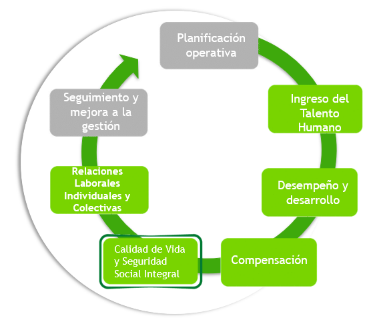 Planificación
operativa
Ingreso del
Talento
Humano
Desempeño y
desarrollo
Compensación
Calidad de Vida
y Seguridad
Social Integral
Relaciones
Laborales
Individuales y
Colectivas
Seguimiento y
mejora a la
gestión